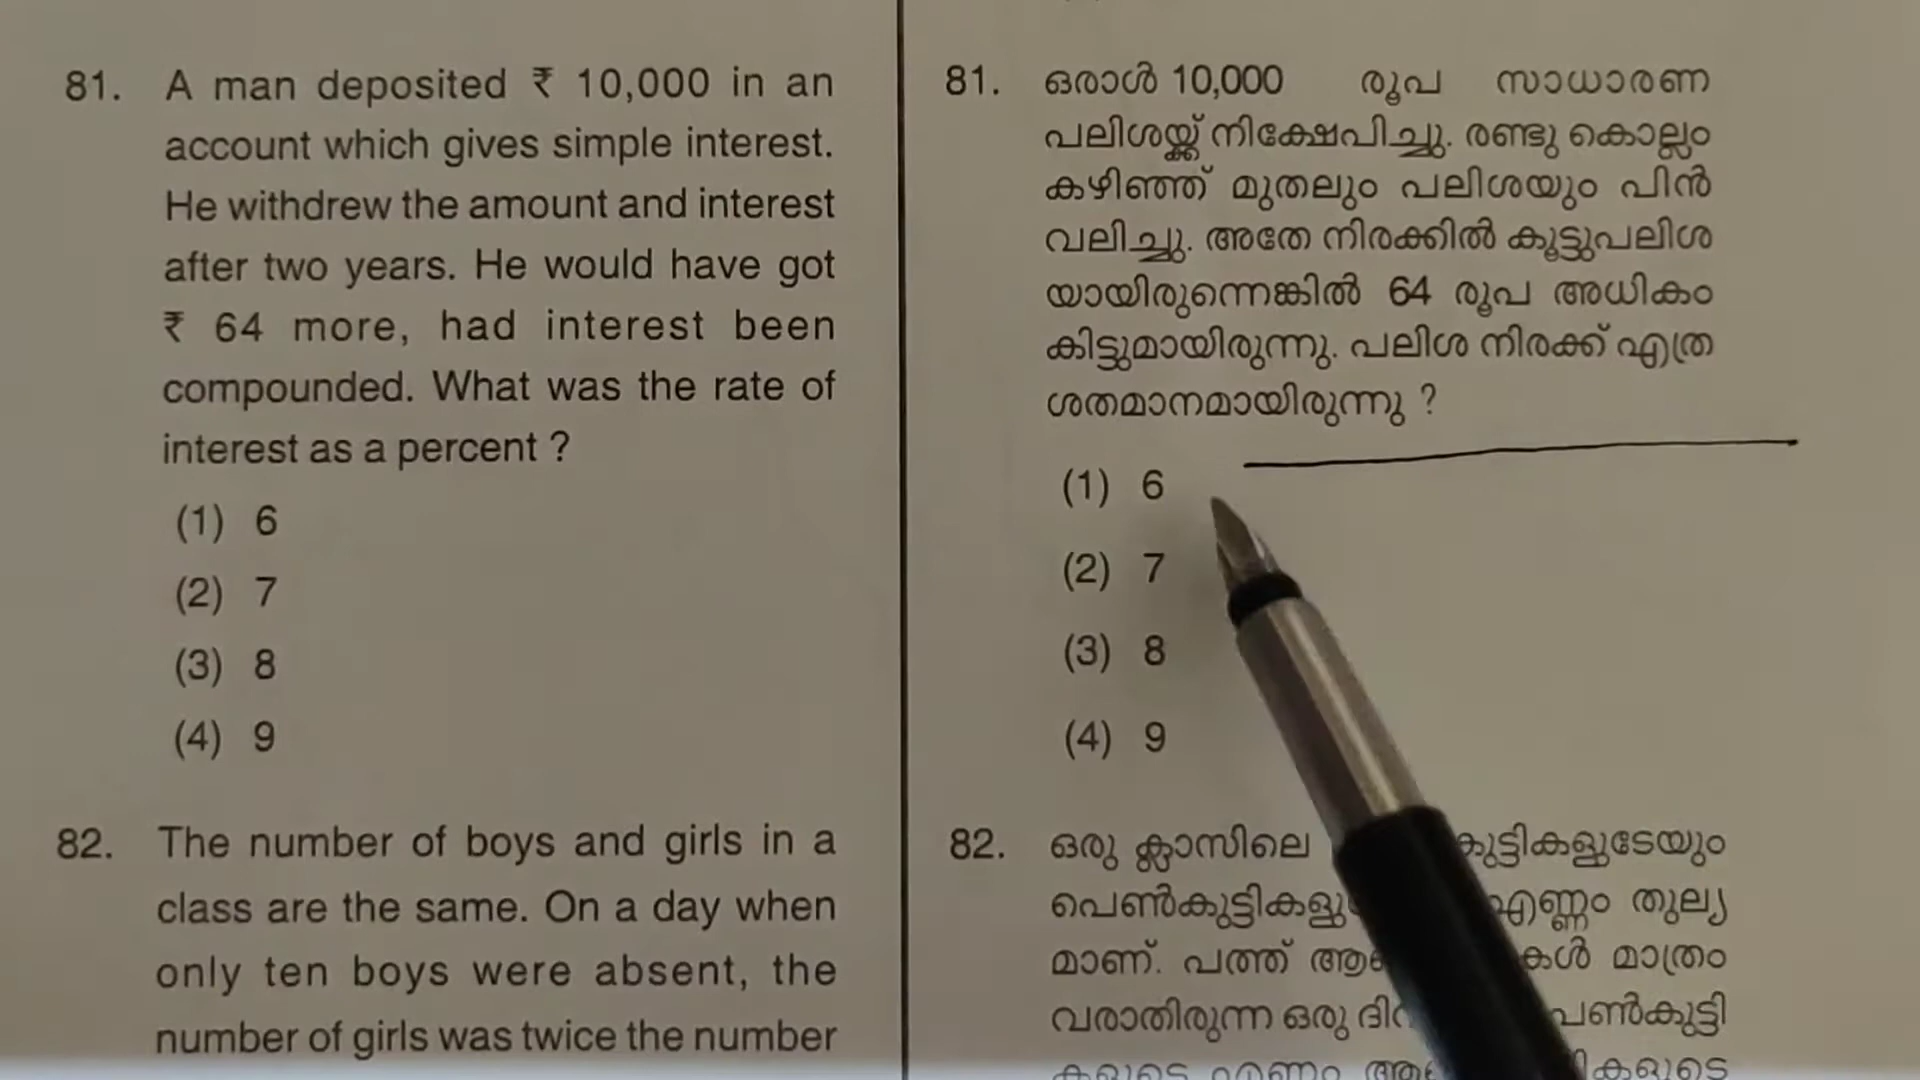 81. A man deposited ₹ 10,000 in an
account which gives simple interest.
He withdrew the amount and interest
after two years. He would have got
₹ 64 more, had interest been
compounded. What was the rate of
interest as a percent ?
(1) 6
(2) 7
(3) 8
(4) 9
82. The number of boys and girls in a
class are the same. On a day when
only ten boys were absent, the
number of girls was twice the number
81. ഒരാൾ 10,000 രൂപ സാധാരണ
പലിശയ്ക്ക് നിക്ഷേപിച്ചു. രണ്ടു കൊല്ലം
കഴിഞ്ഞ് മുതലും പലിശയും പിൻ
വലിച്ചു. അതേ നിരക്കിൽ കൂട്ടുപലിശ
യായിരുന്നെങ്കിൽ 64 രൂപ അധികം
കിട്ടുമായിരുന്നു. പലിശ നിരക്ക് എത്ര
ശതമാനമായിരുന്നു ?
(1) 6
(2) 7
(3) 8
(4) 9
82. ഒരു ക്ലാസിലെ കുട്ടികളുടേയും
എണ്ണം തുല്യ
മാണ്. പത്ത് മാത്രം
വരാതിരുന്ന ഒരു